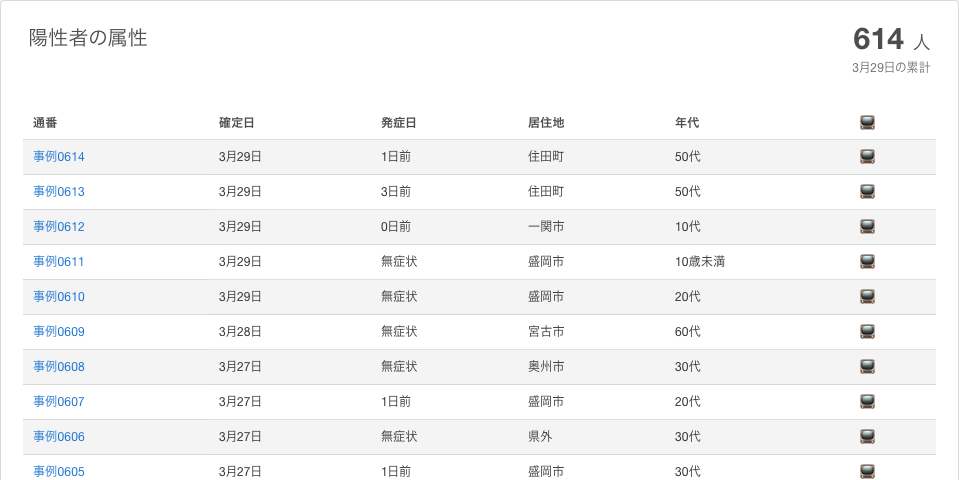 陽性者の属性
614 人
3月29日の累計
通番 確定日 発症日 居住地 年代
事例0614 3月29日 1日前 住田町 50代
事例0613 3月29日 3日前 住田町 50代
事例0612 3月29日 0日前 一関市 10代
事例0611 3月29日 無症状 盛岡市 10歳未満
事例0610 3月29日 無症状 盛岡市 20代
事例0609 3月28日 無症状 宮古市 60代
事例0608 3月27日 無症状 奥州市 30代
事例0607 3月27日 1日前 盛岡市 20代
事例0606 3月27日 無症状 県外 30代
事例0605 3月27日 1日前 盛岡市 30代